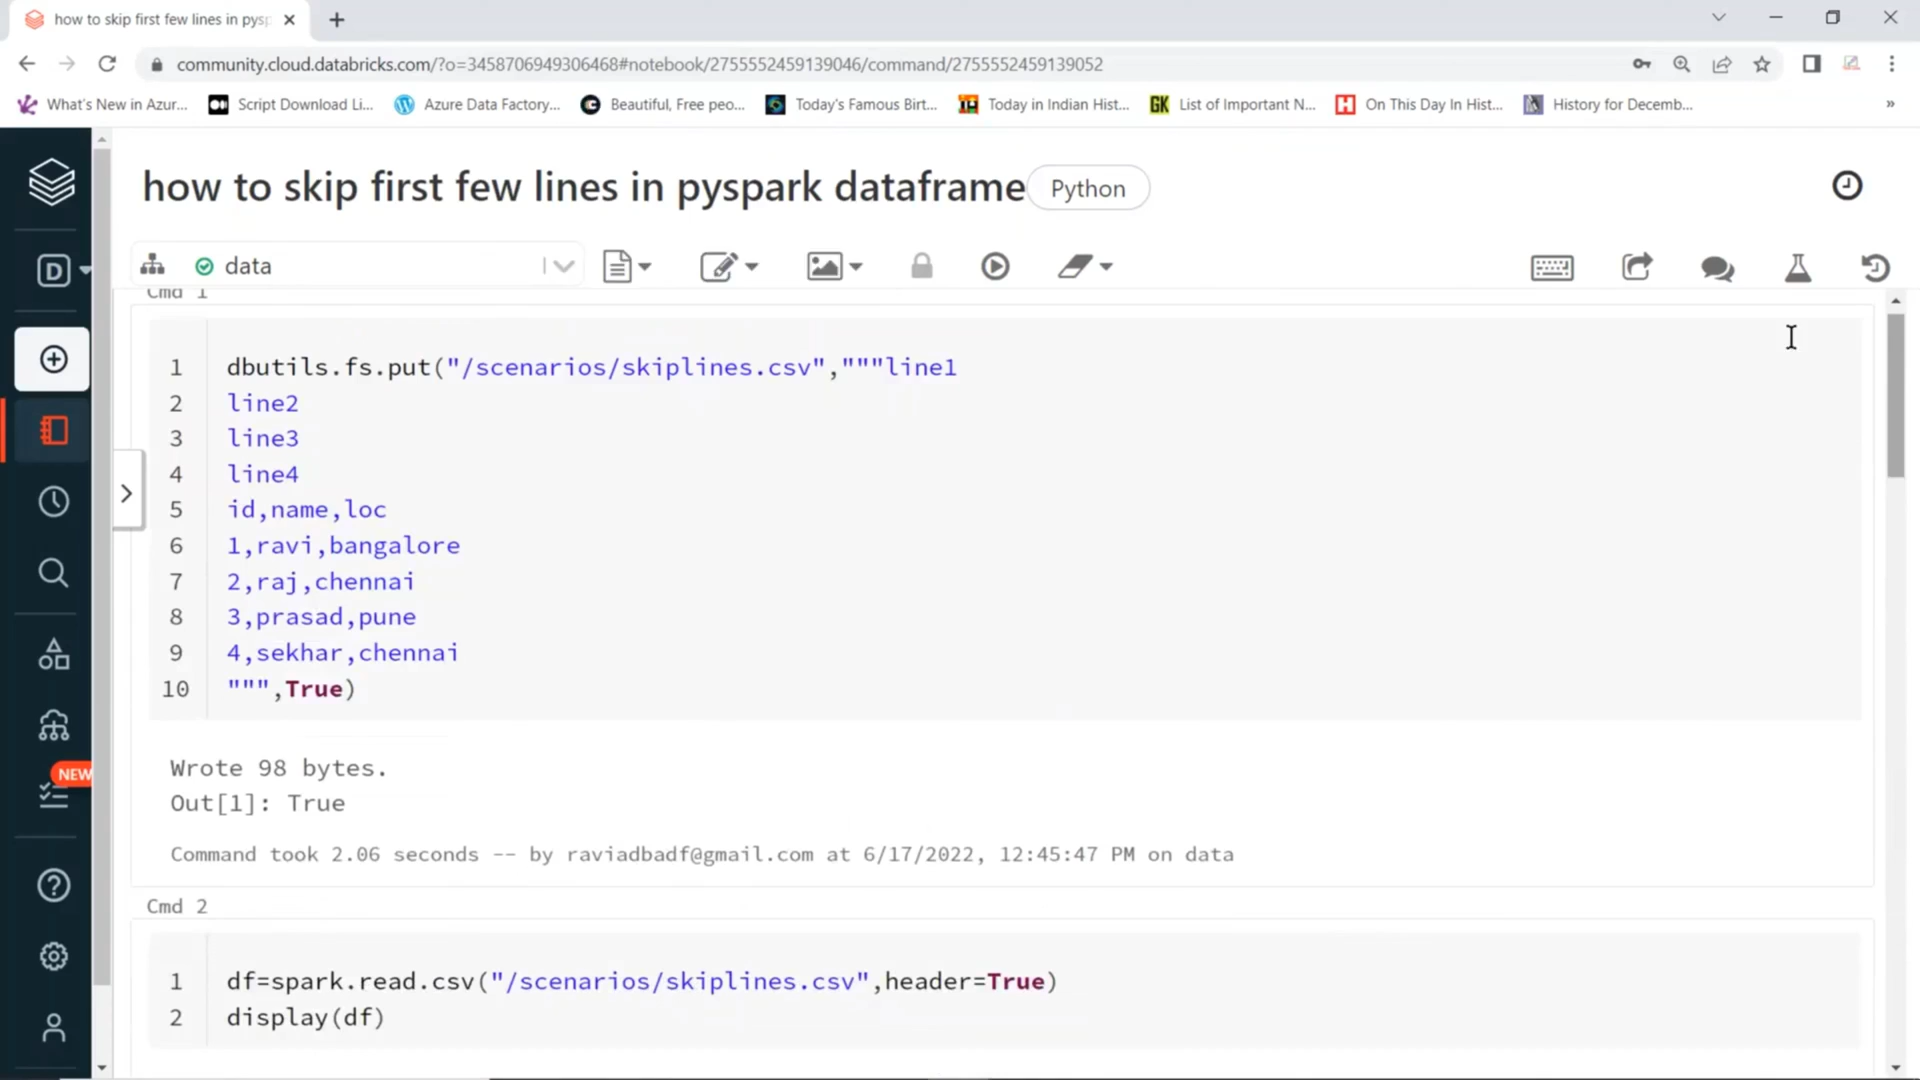 how to skip first few lines in pysp
community.cloud.databricks.com/?o=3458706949306468#notebook/2755552459139046/command/2755552459139052
What's New in Azur...
Script Download Li...
Azure Data Factory...
Beautiful, Free peo...
Today's Famous Birt...
Today in Indian Hist...
GK List of Important N...
H On This Day In Hist...
History for Decemb...
»
how to skip first few lines in pyspark dataframe Python
D
data
Cmd 1
1 dbutils.fs.put("/scenarios/skiplines.csv","""line1
2 line2
3 line3
4 line4
5 id,name,loc
6 1,ravi,bangalore
7 2,raj,chennai
8 3,prasad,pune
9 4,sekhar,chennai
10 """,True)
NEW
Wrote 98 bytes.
Out[1]: True
Command took 2.06 seconds -- by raviadbadf@gmail.com at 6/17/2022, 12:45:47 PM on data
Cmd 2
1 df=spark.read.csv("/scenarios/skiplines.csv",header=True)
2 display(df)